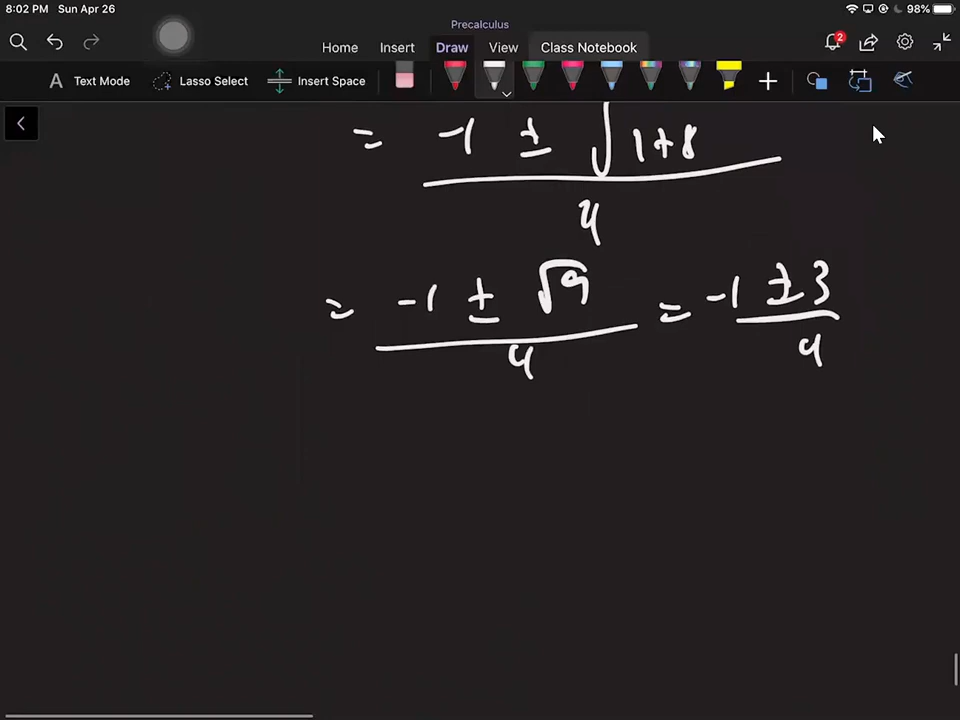 8:02 PM Sun Apr 26 98%
Precalculus
Home Insert Draw View Class Notebook 2
A Text Mode Lasso Select Insert Space
= -1 ± √1+8
4
= -1 ± √9 = -1 ± 3
4 4